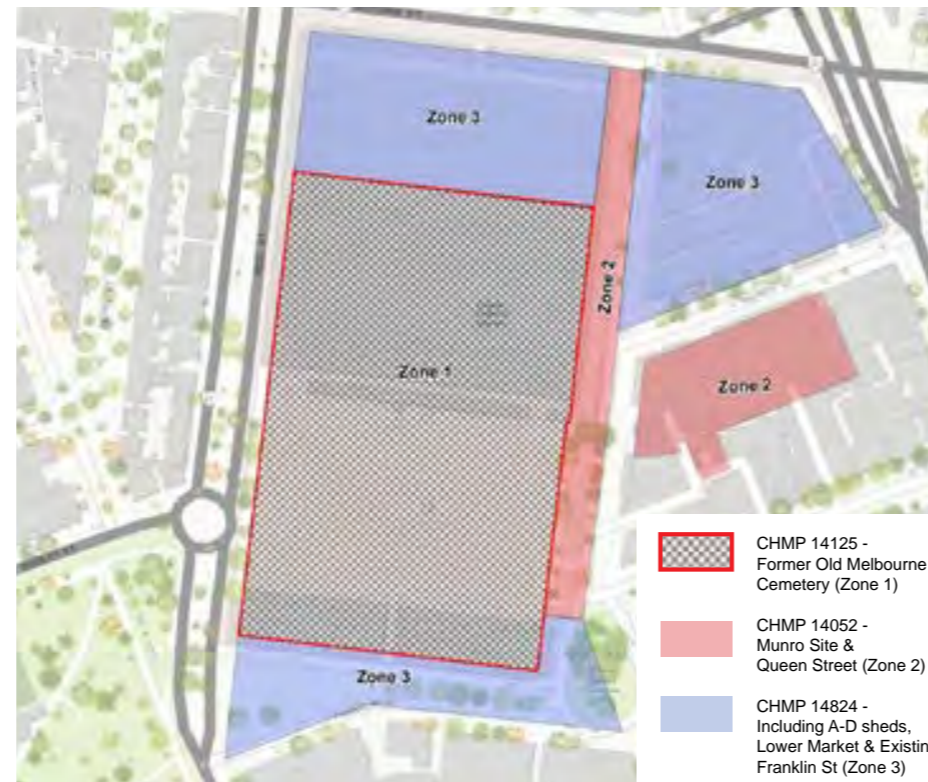 Zone 3
Zone 3
Zone 2
Zone 1
Zone 2
Zone 3
CHMP 14125 -
Former Old Melbourne
Cemetery (Zone 1)
CHMP 14052 -
Munro Site &
Queen Street (Zone 2)
CHMP 14824 -
Including A-D sheds,
Lower Market & Existin
Franklin St (Zone 3)